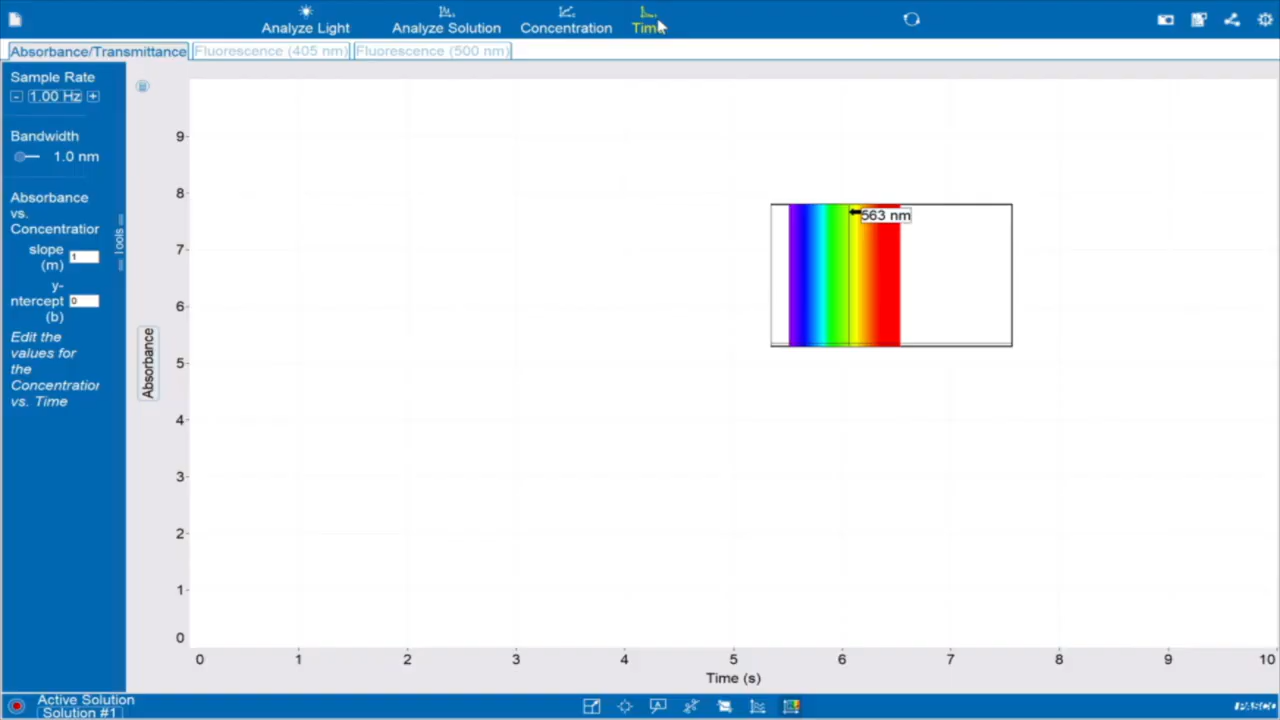 Analyze Light
Analyze Solution
Concentration
Time
Absorbance/Transmittance
Fluorescence (405 nm)
Fluorescence (500 nm)
Sample Rate
- 1.00 Hz +
Bandwidth
1.0 nm
Absorbance
vs.
Concentration
slope
(m)
1
y-
ntercept
(b)
0
Edit the
values for
the
Concentration
vs. Time
Tools
Absorbance
9
8
7
6
5
4
3
2
1
0
563 nm
0 1 2 3 4 5 6 7 8 9 10
Time (s)
Active Solution
Solution #1
PASCO